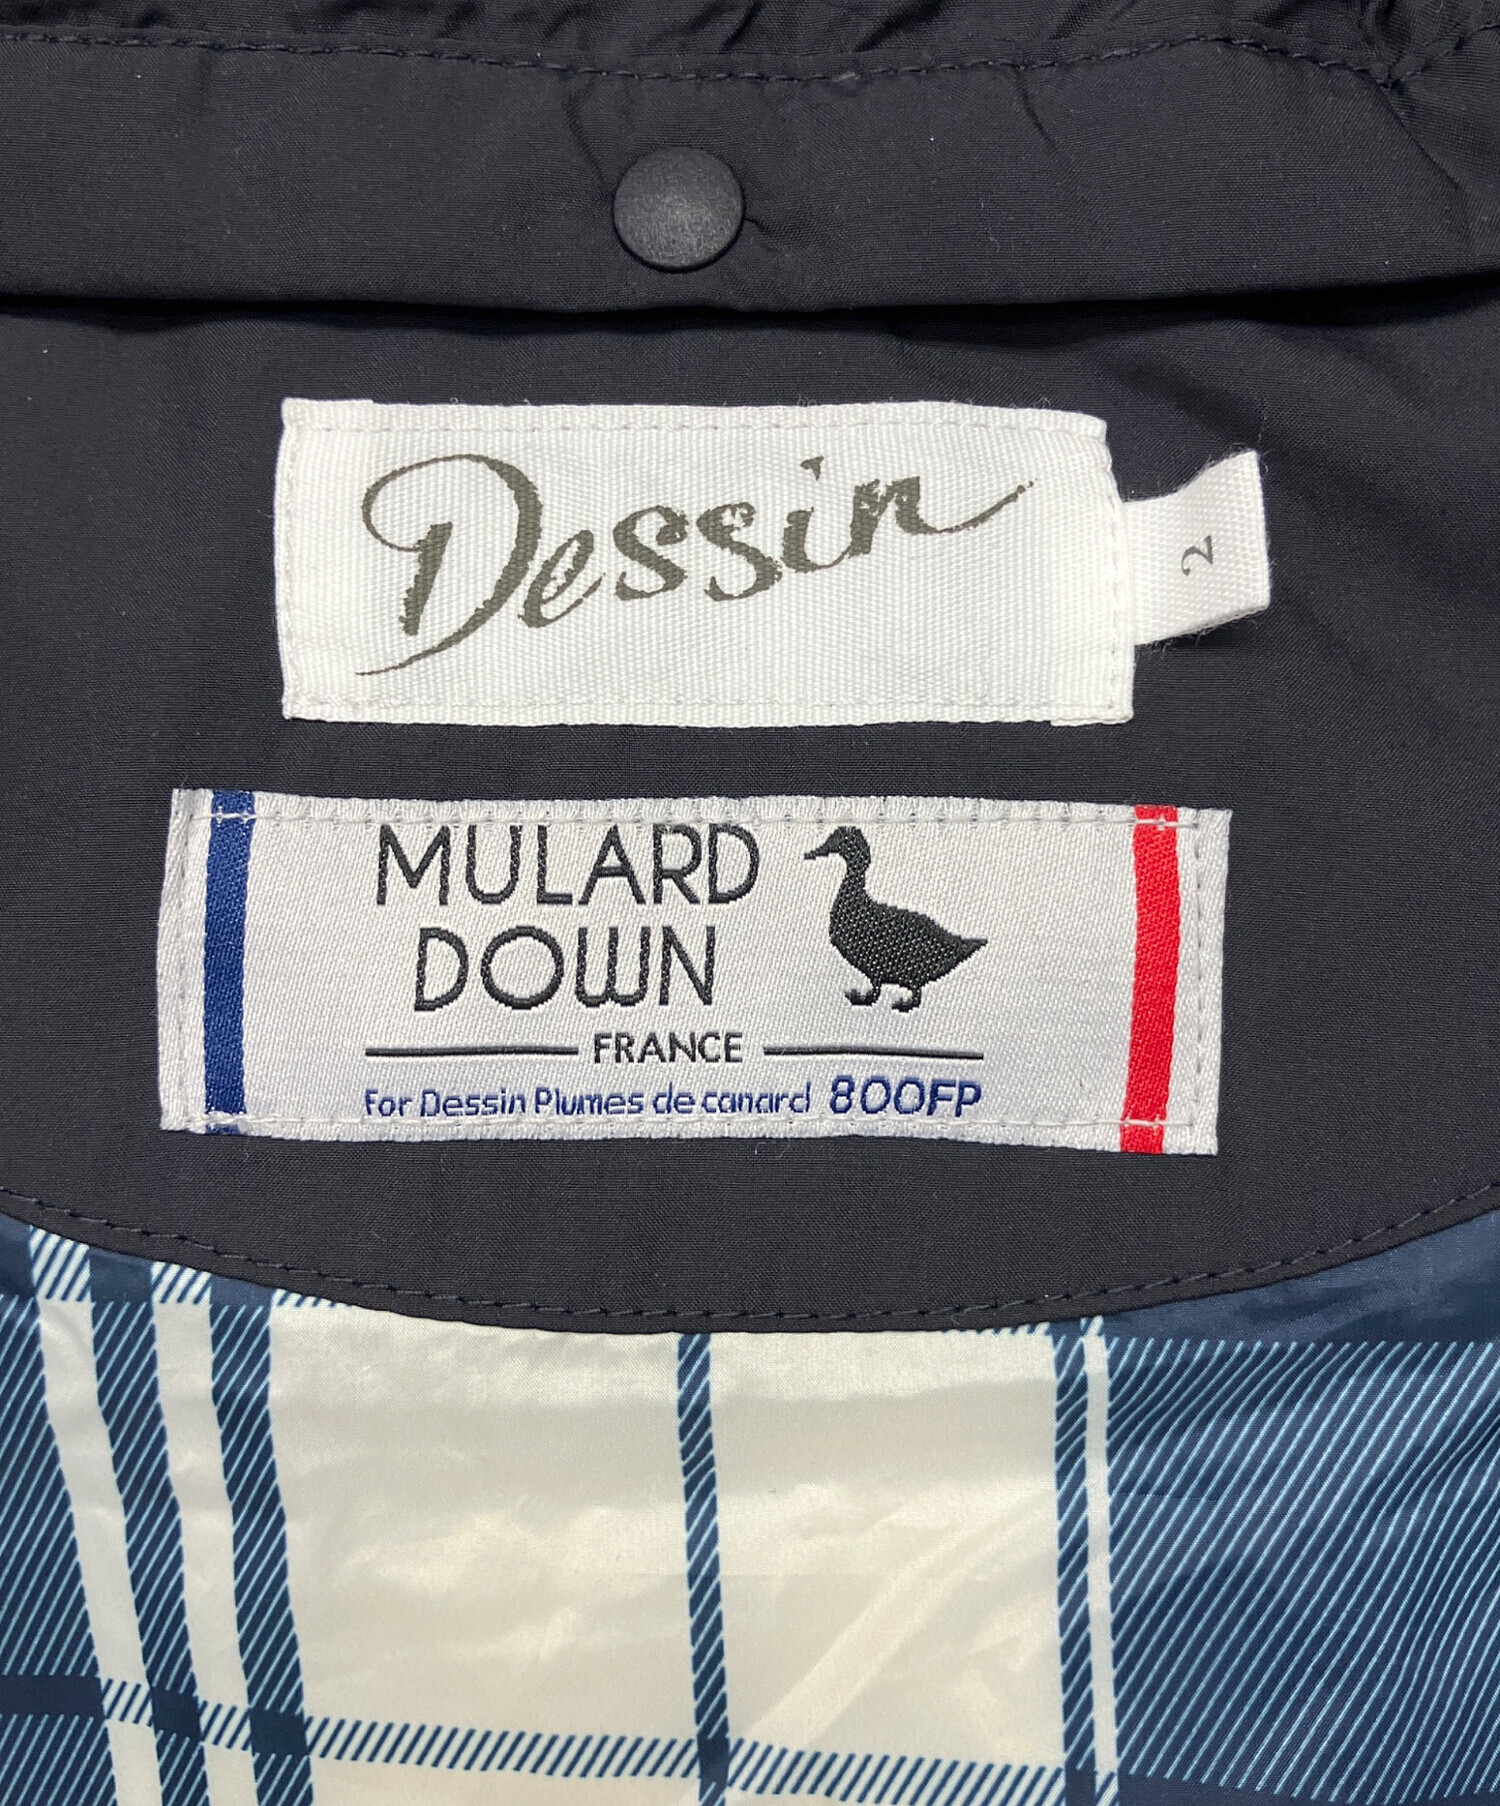 Dessin
2
MULARD
DOWN
FRANCE
For Dessin Plumes de canard 800FP